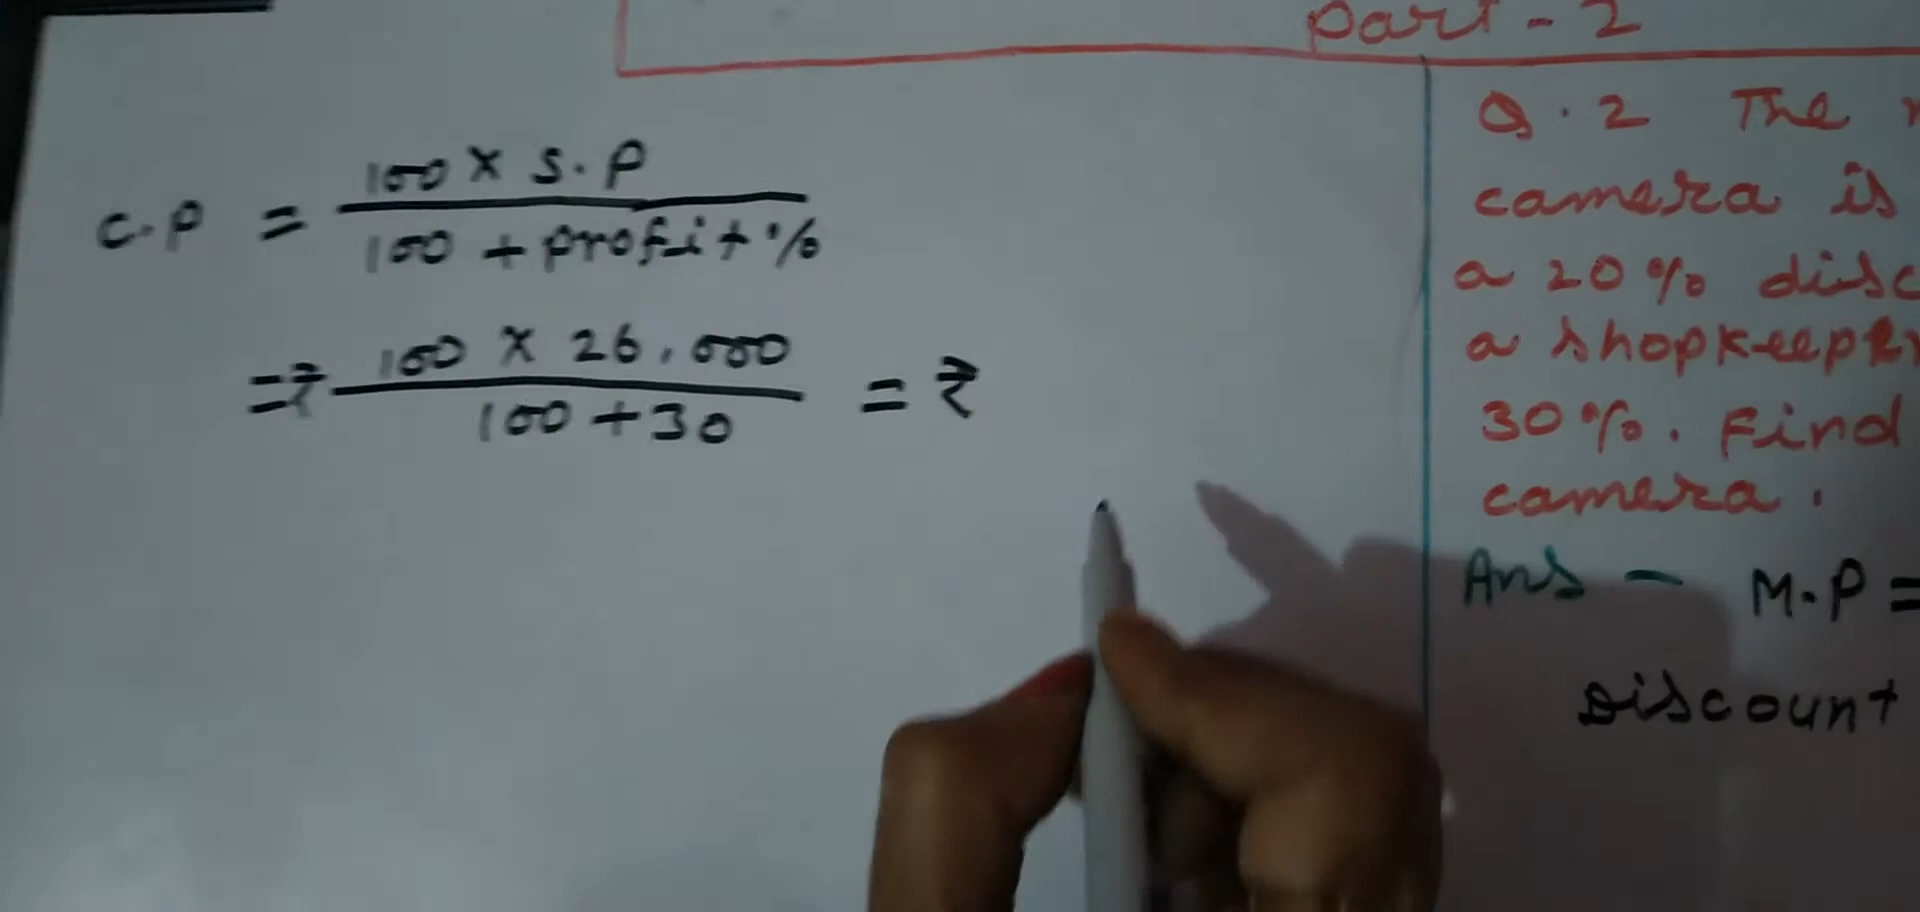 Part - 2
C.P = 100 × S.P / 100 + profit %
= ₹ 100 × 26,000 / 100 + 30 = ₹
Q.2 The
camera is
a 20% disc
a shopkeeper
30%. Find
camera.
Ans - M.P =
Discount